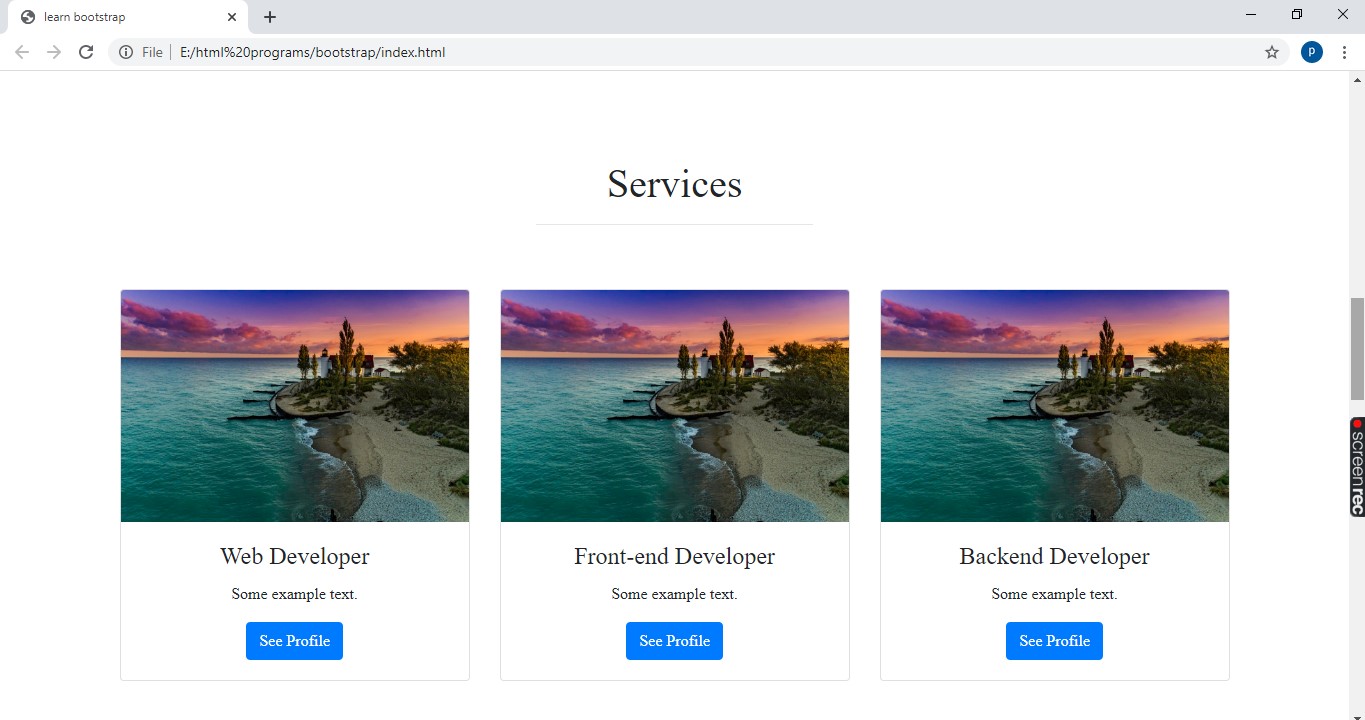 learn bootstrap
File
E:/html%20programs/bootstrap/index.html
P
Services
Web Developer
Some example text.
See Profile
Front-end Developer
Some example text.
See Profile
Backend Developer
Some example text.
See Profile
screenrec